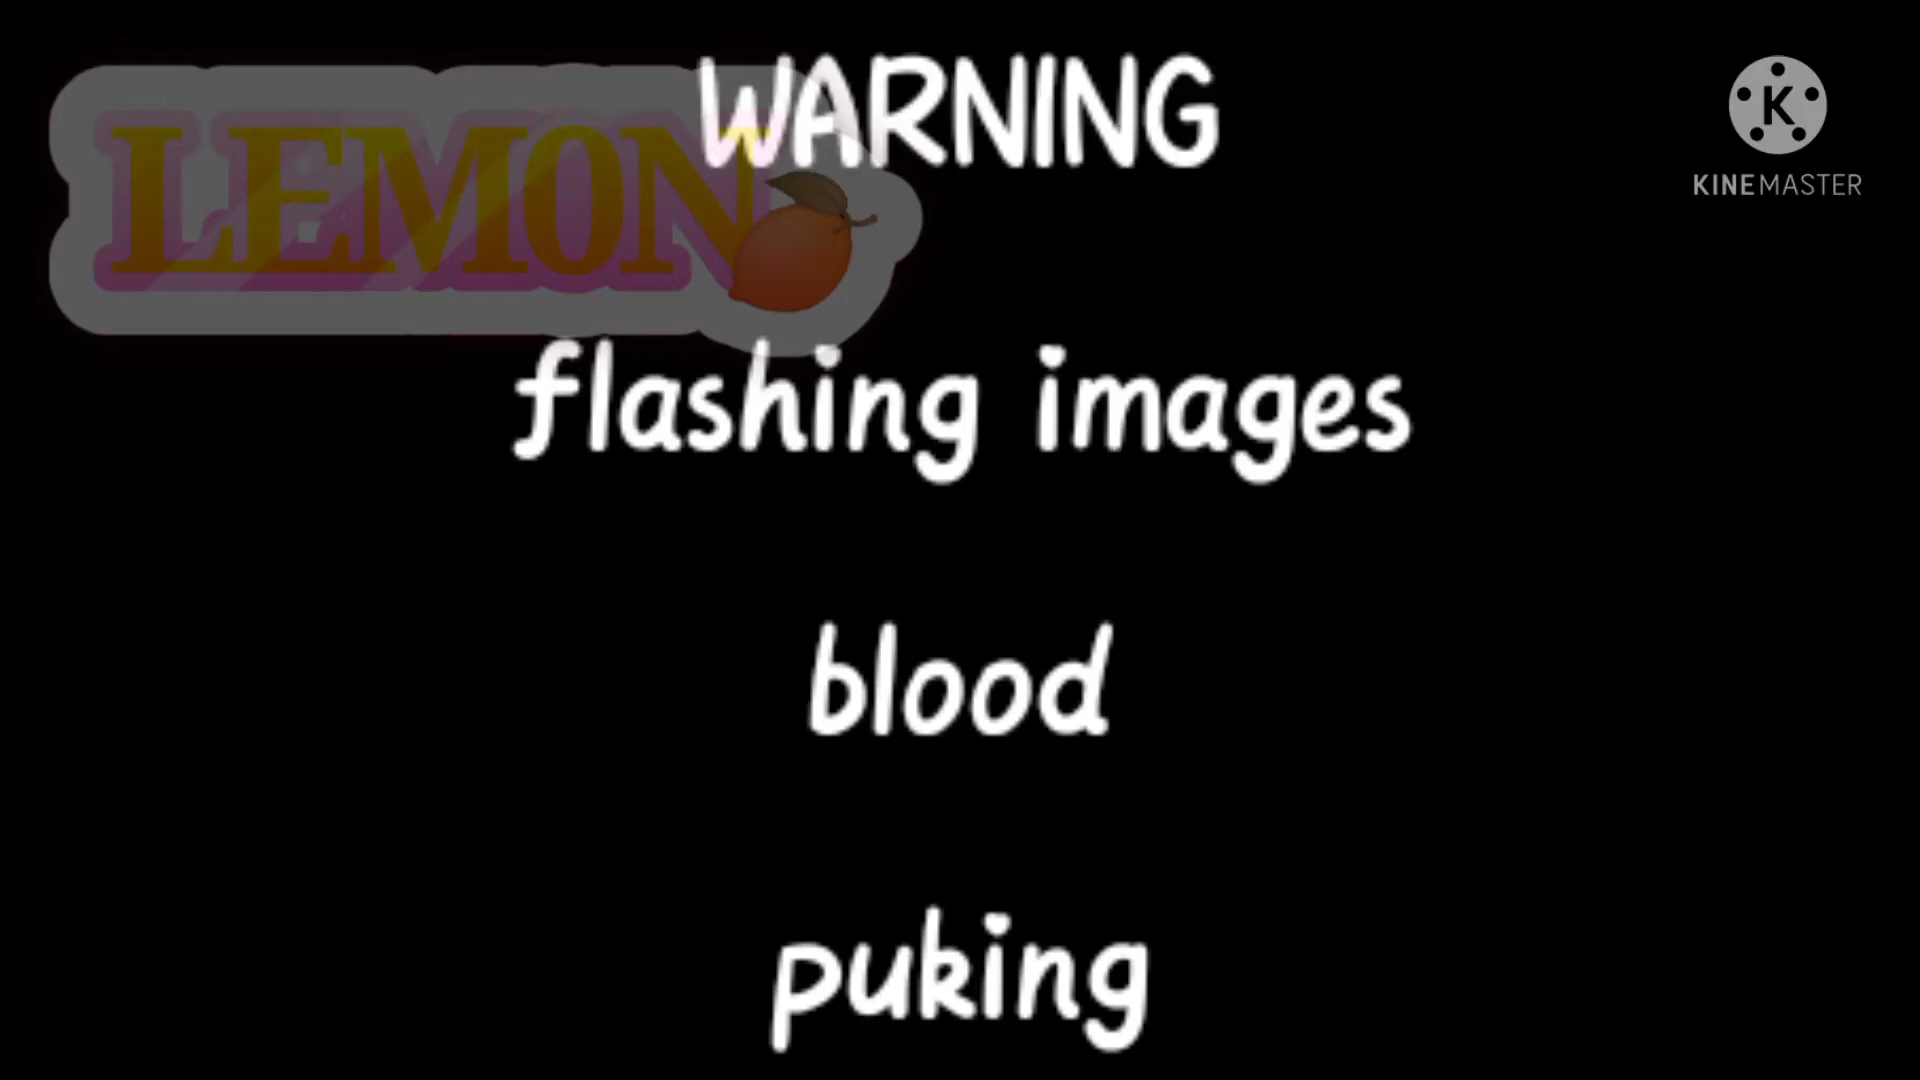 WARNING
LEMON
K
KINEMASTER
flashing images
blood
puking